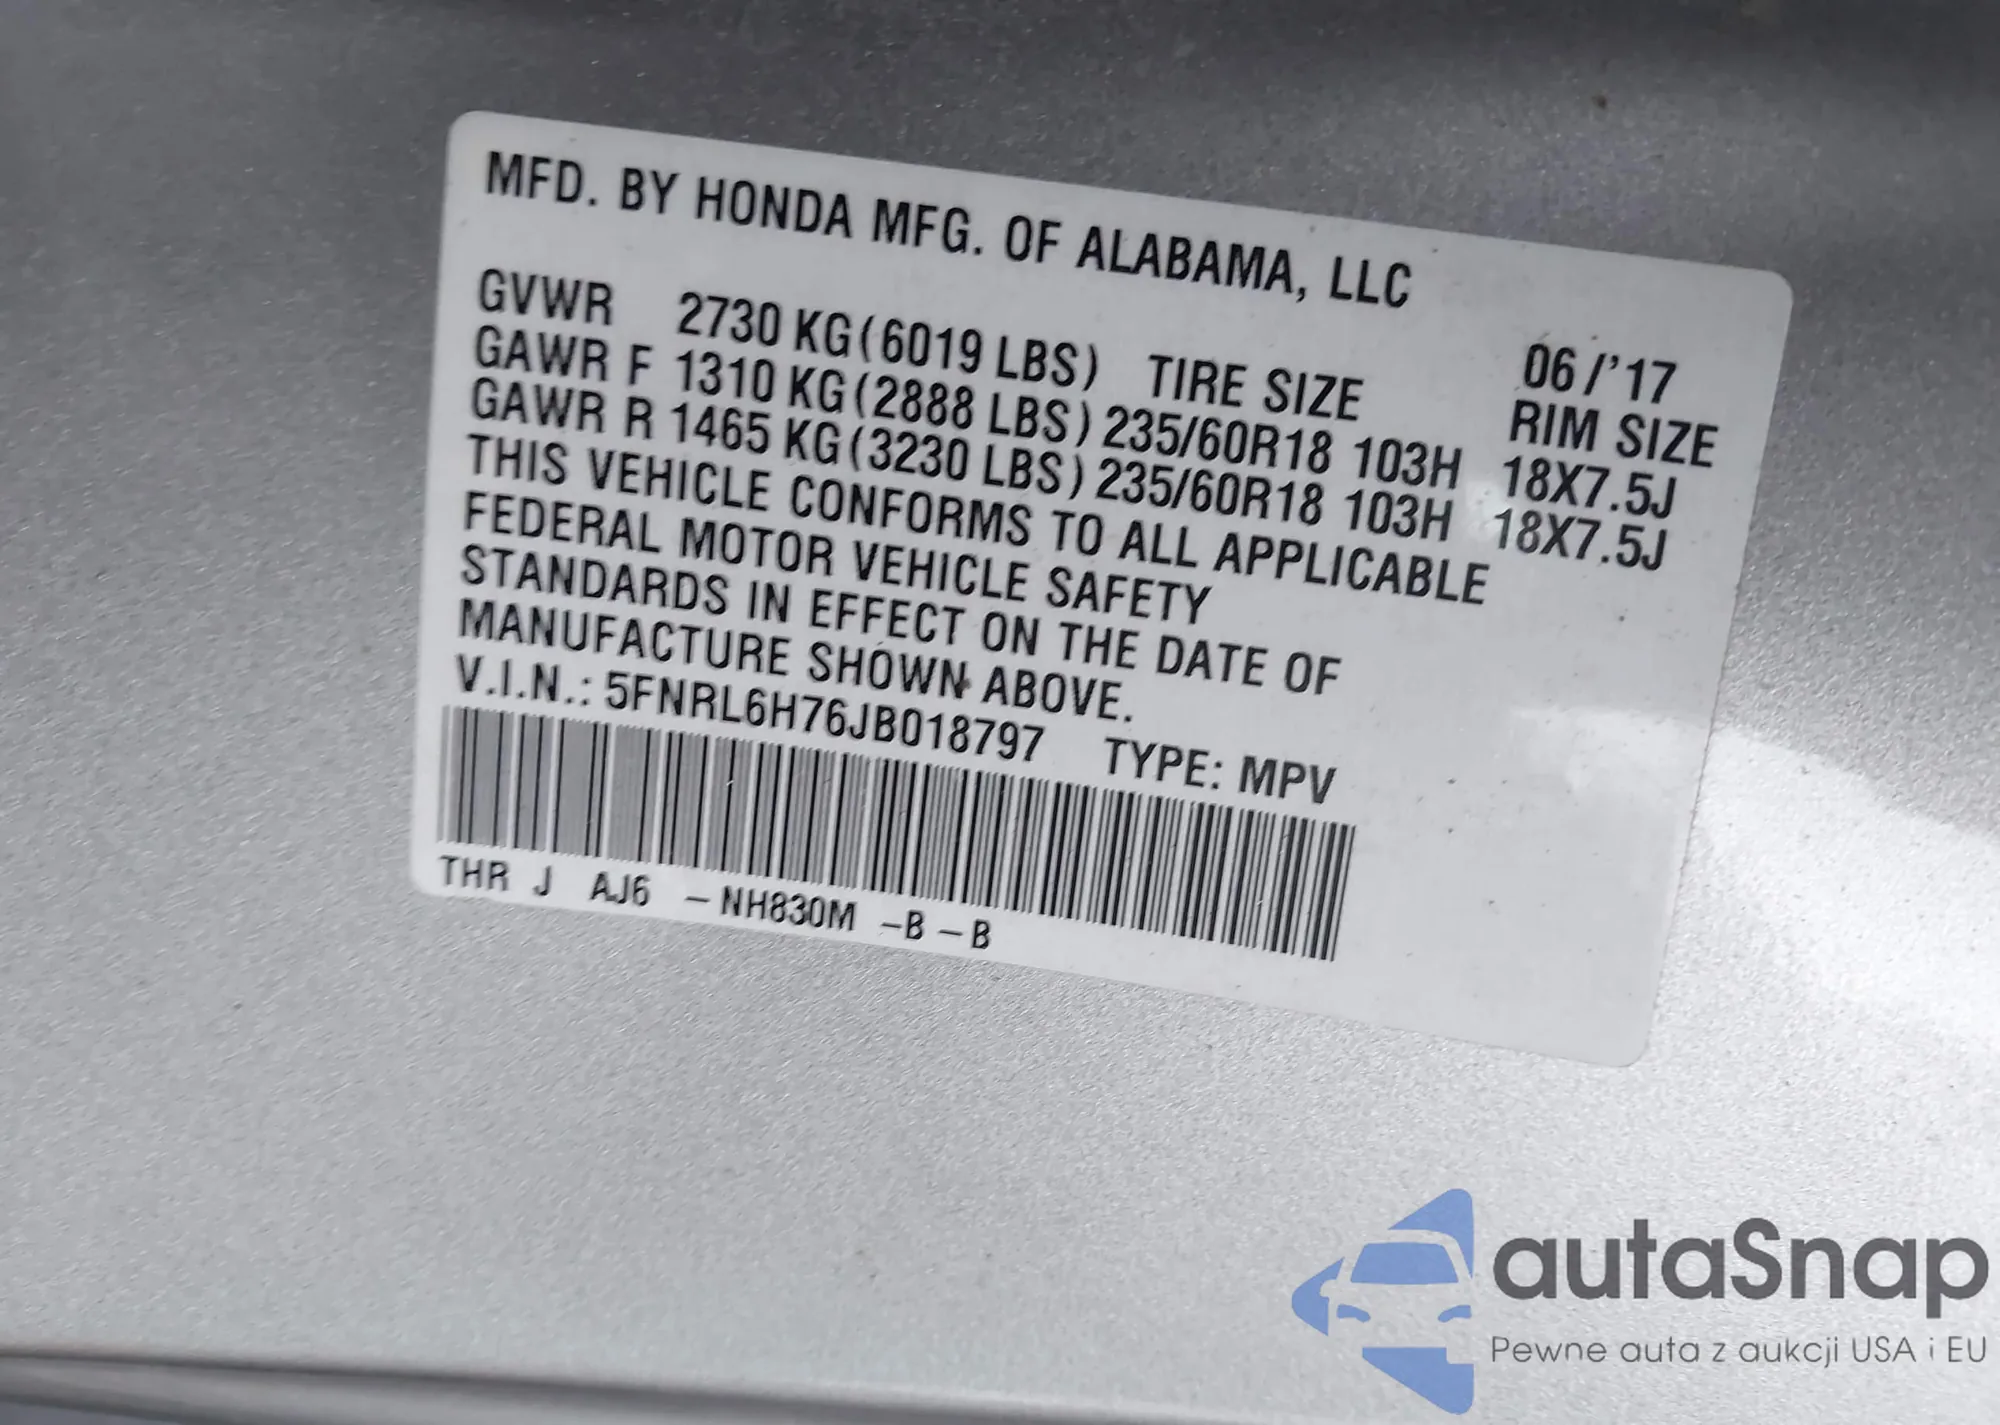 MFD. BY HONDA MFG. OF ALABAMA, LLC
06/'17
GVWR 2730 KG(6019 LBS) TIRE SIZE RIM SIZE
GAWR F 1310 KG(2888 LBS) 235/60R18 103H 18X7.5J
GAWR R 1465 KG(3230 LBS) 235/60R18 103H 18X7.5J
THIS VEHICLE CONFORMS TO ALL APPLICABLE
FEDERAL MOTOR VEHICLE SAFETY
STANDARDS IN EFFECT ON THE DATE OF
MANUFACTURE SHOWN ABOVE.
V.I.N.: 5FNRL6H76JB018797 TYPE: MPV
THR J AJ6 – NH830M –B – B
autaSnap
Pewne auta z aukcji USA i EU